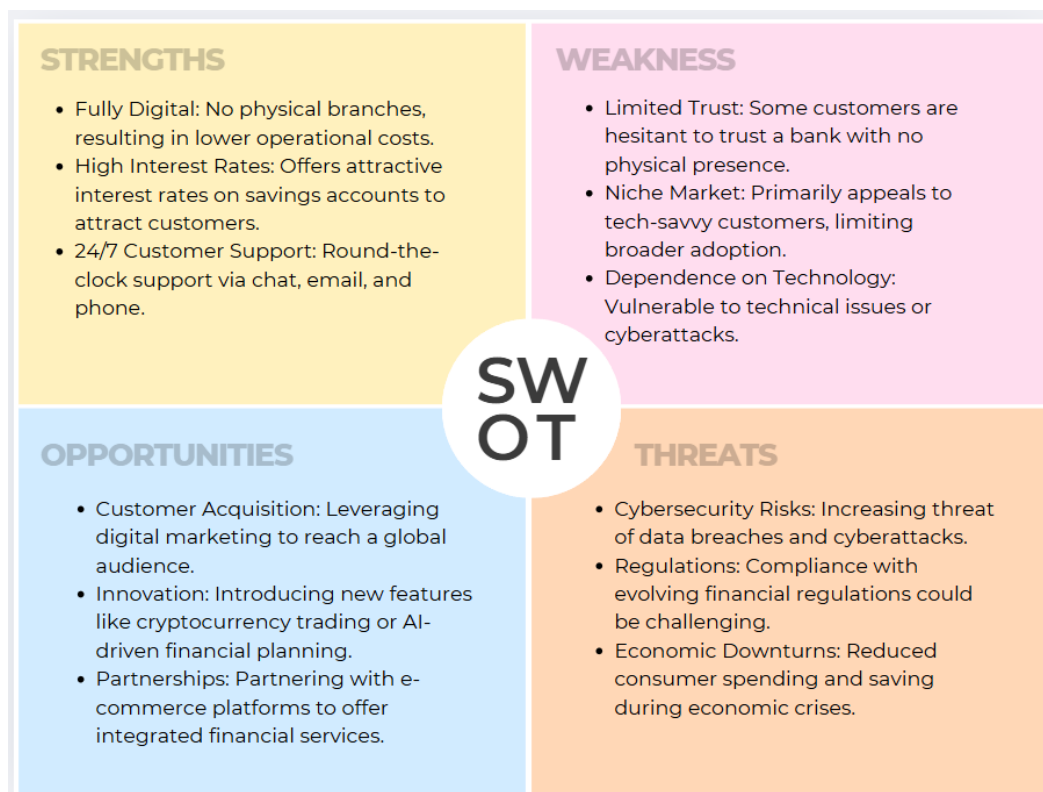 STRENGTHS
• Fully Digital: No physical branches,
resulting in lower operational costs.
• High Interest Rates: Offers attractive
interest rates on savings accounts to
attract customers.
• 24/7 Customer Support: Round-the-
clock support via chat, email, and
phone.
WEAKNESS
• Limited Trust: Some customers are
hesitant to trust a bank with no
physical presence.
• Niche Market: Primarily appeals to
tech-savvy customers, limiting
broader adoption.
• Dependence on Technology:
Vulnerable to technical issues or
cyberattacks.
SW
OT
OPPORTUNITIES
• Customer Acquisition: Leveraging
digital marketing to reach a global
audience.
• Innovation: Introducing new features
like cryptocurrency trading or AI-
driven financial planning.
• Partnerships: Partnering with e-
commerce platforms to offer
integrated financial services.
THREATS
• Cybersecurity Risks: Increasing threat
of data breaches and cyberattacks.
• Regulations: Compliance with
evolving financial regulations could
be challenging.
• Economic Downturns: Reduced
consumer spending and saving
during economic crises.